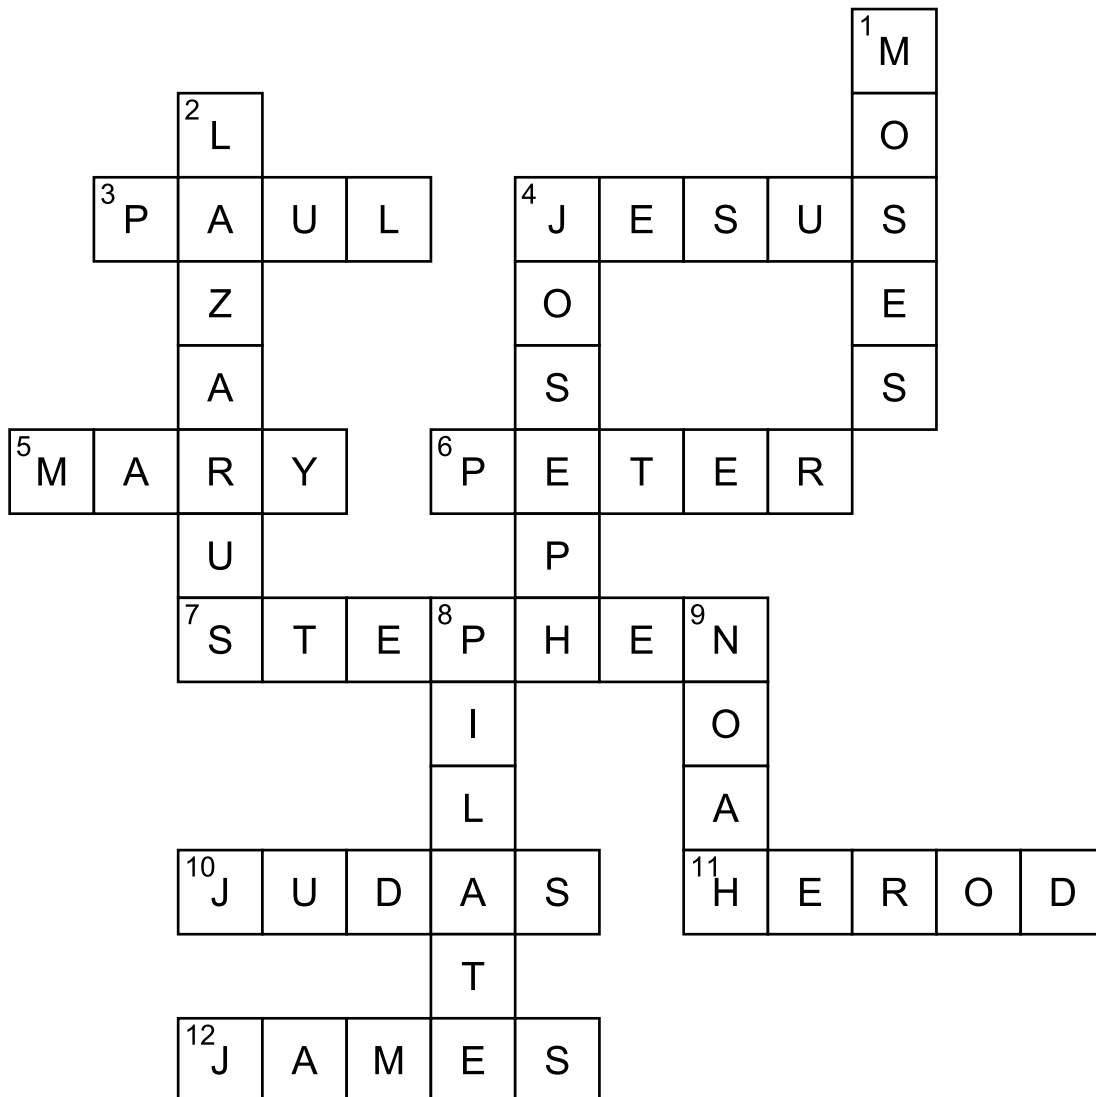 1 M
2 L O
3 P A U L 4 J E S U S
Z O E
A S S
5 M A R Y 6 P E T E R
U P
7 S T E 8 P H E 9 N
I O
L A
10 J U D A S 11 H E R O D
T
12 J A M E S